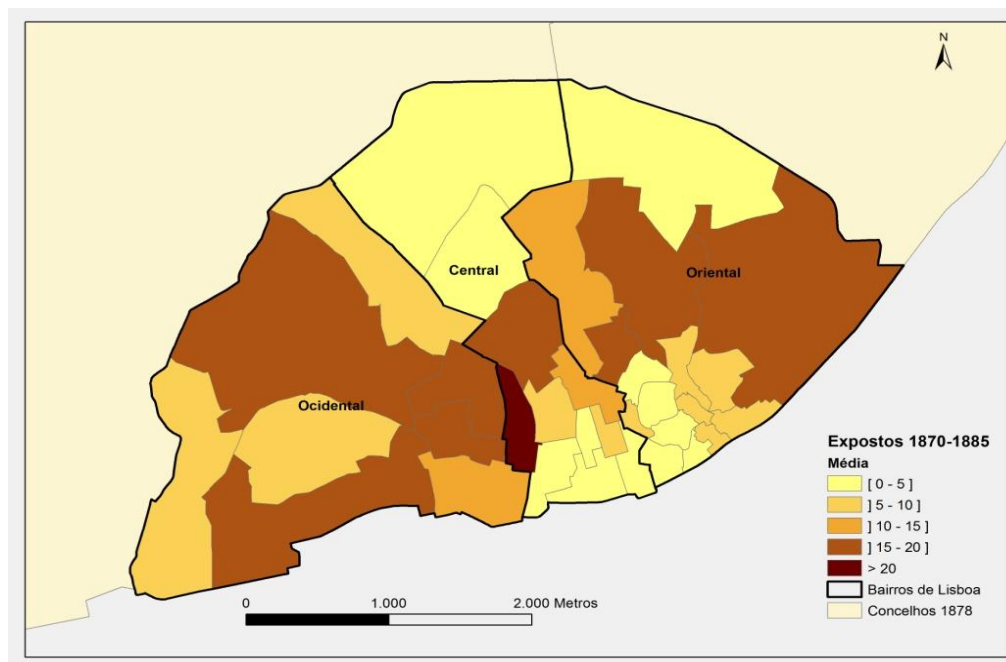 N
Central
Oriental
Ocidental
Expostos 1870-1885
Média
[ 0 - 5 ]
] 5 - 10 ]
] 10 - 15 ]
] 15 - 20 ]
> 20
Bairros de Lisboa
Concelhos 1878
0 1.000 2.000 Metros